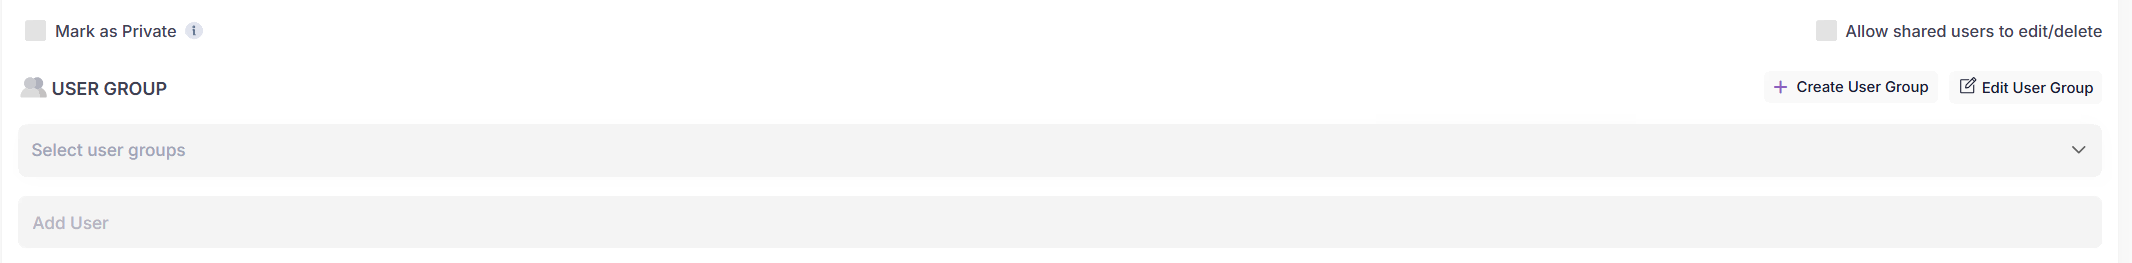 Mark as Private i
Allow shared users to edit/delete
USER GROUP
+ Create User Group
Edit User Group
Select user groups
Add User